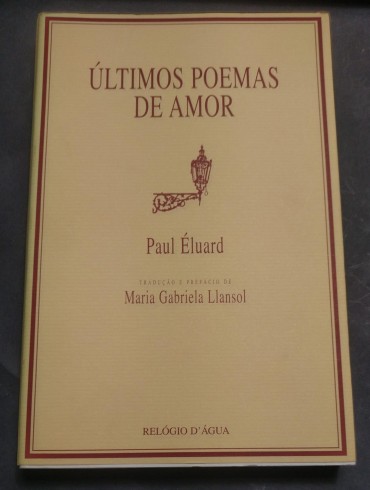 ÚLTIMOS POEMAS
DE AMOR
Paul Éluard
TRADUÇÃO E PREFÁCIO DE
Maria Gabriela Llansol
RELÓGIO D'ÁGUA